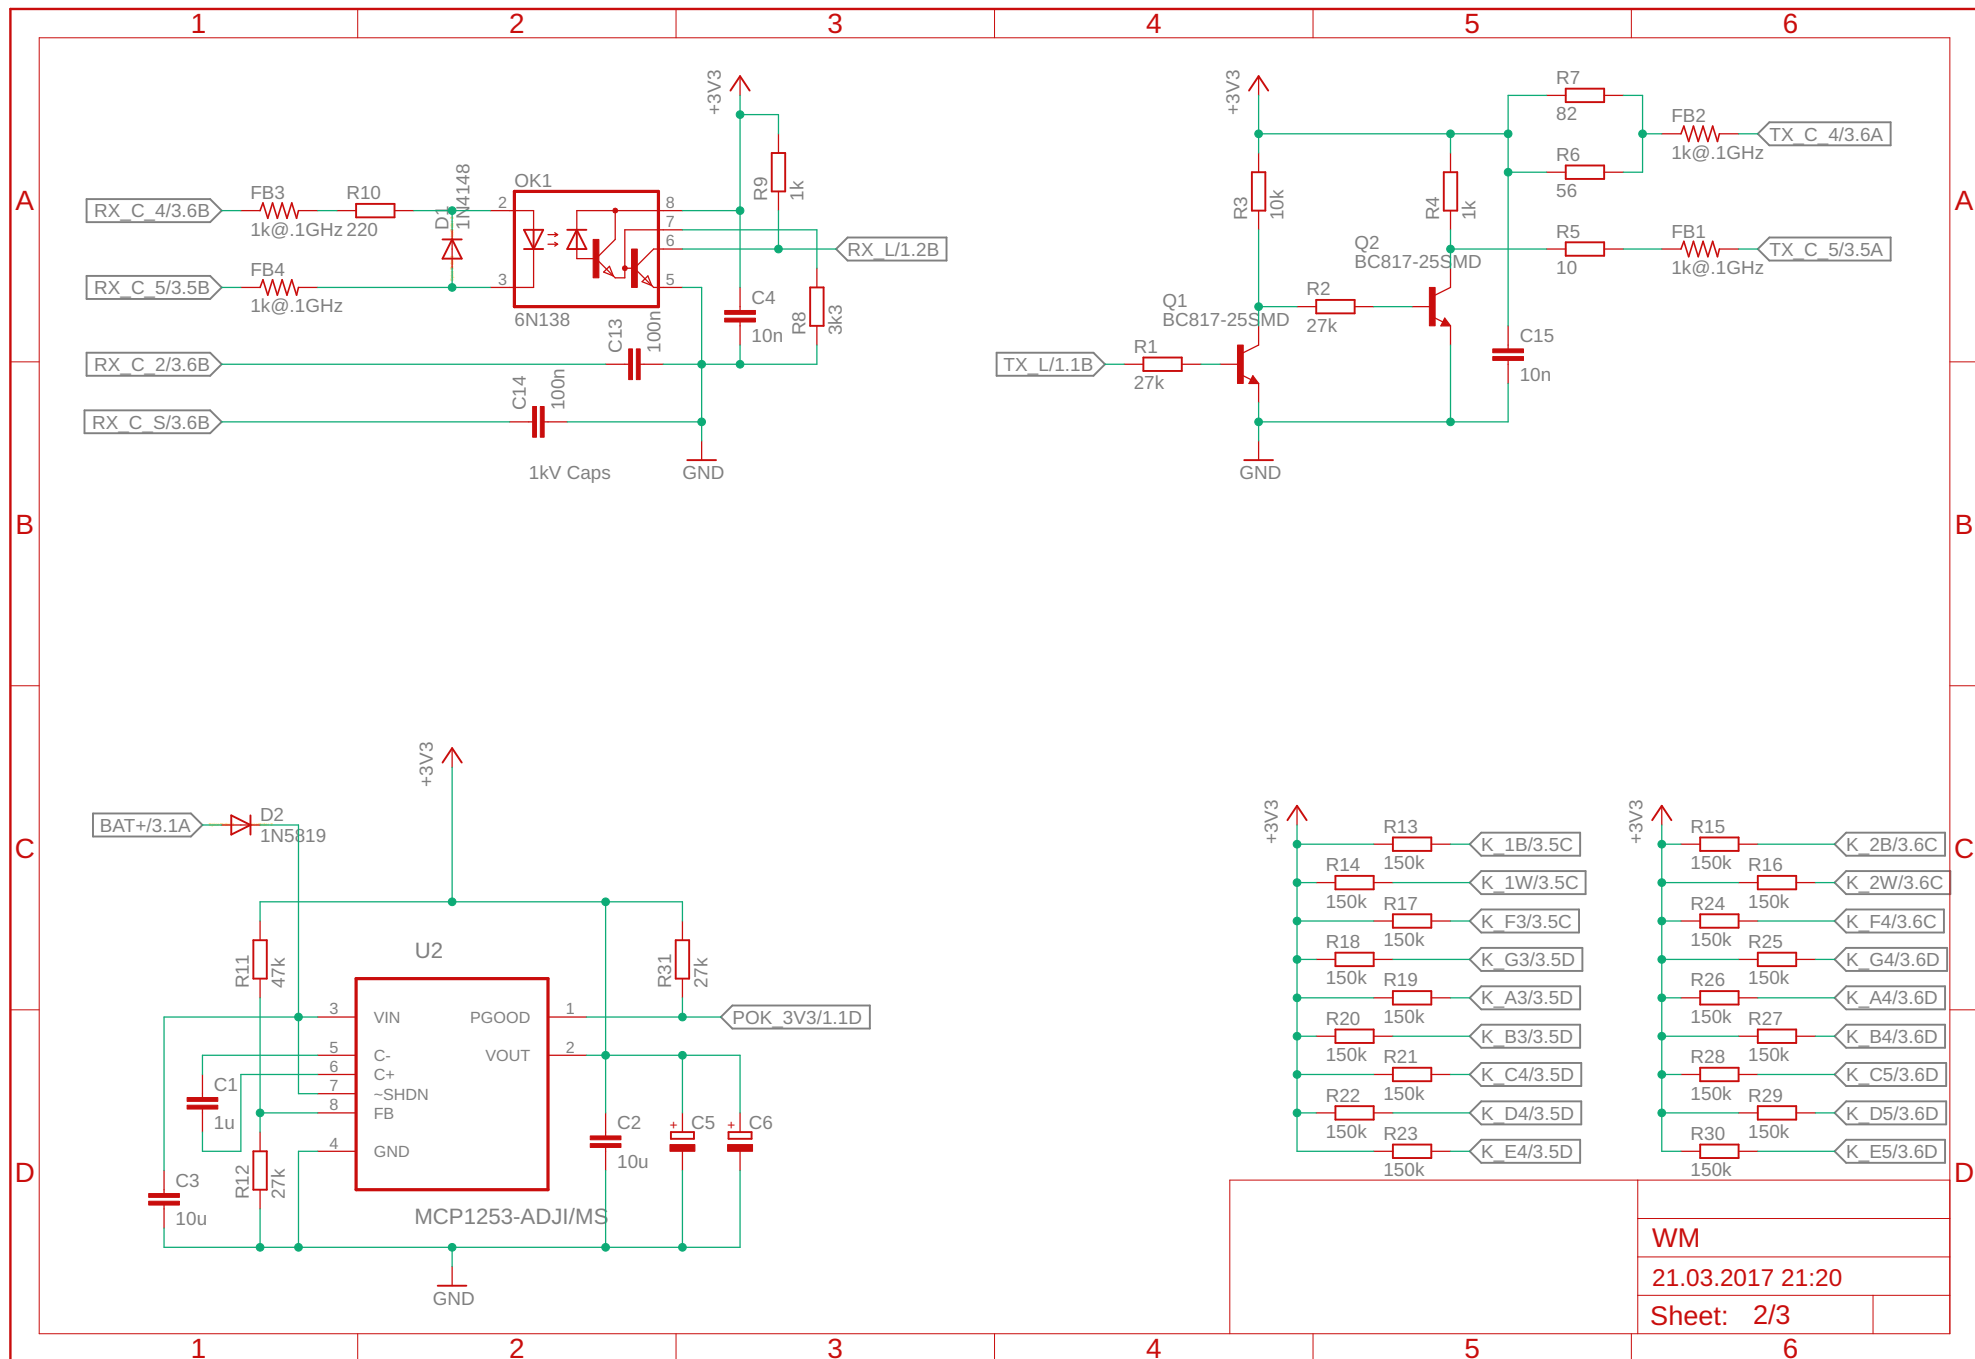 1 2 3 4 5 6
A A
B B
C C
D D
+3V3
R9
1k
RX_C_4/3.6B
FB3
1k@.1GHz
R10
220
D1
1N4148
OK1
6N138
2
3
8
7
6
5
RX_L/1.2B
RX_C_5/3.5B
FB4
1k@.1GHz
C4
10n
R8
3k3
RX_C_2/3.6B
C13
100n
RX_C_S/3.6B
C14
100n
1kV Caps
GND
+3V3
R3
10k
R4
1k
R7
82
R6
56
FB2
1k@.1GHz
TX_C_4/3.6A
R5
10
FB1
1k@.1GHz
TX_C_5/3.5A
Q2
BC817-25SMD
Q1
BC817-25SMD
R2
27k
TX_L/1.1B
R1
27k
C15
10n
GND
+3V3
BAT+/3.1A
D2
1N5819
R11
47k
U2
R31
27k
3 VIN
5 C-
6 C+
7 ~SHDN
8 FB
4 GND
PGOOD 1
VOUT 2
POK_3V3/1.1D
C1
1u
R12
27k
C3
10u
C2
10u
+ C5
+ C6
MCP1253-ADJI/MS
GND
+3V3
R13
150k
K_1B/3.5C
R14
150k
K_1W/3.5C
R17
150k
K_F3/3.5C
R18
150k
K_G3/3.5D
R19
150k
K_A3/3.5D
R20
150k
K_B3/3.5D
R21
150k
K_C4/3.5D
R22
150k
K_D4/3.5D
R23
150k
K_E4/3.5D
+3V3
R15
150k
K_2B/3.6C
R16
150k
K_2W/3.6C
R24
150k
K_F4/3.6C
R25
150k
K_G4/3.6D
R26
150k
K_A4/3.6D
R27
150k
K_B4/3.6D
R28
150k
K_C5/3.6D
R29
150k
K_D5/3.6D
R30
150k
K_E5/3.6D
WM
21.03.2017 21:20
Sheet: 2/3
1 2 3 4 5 6